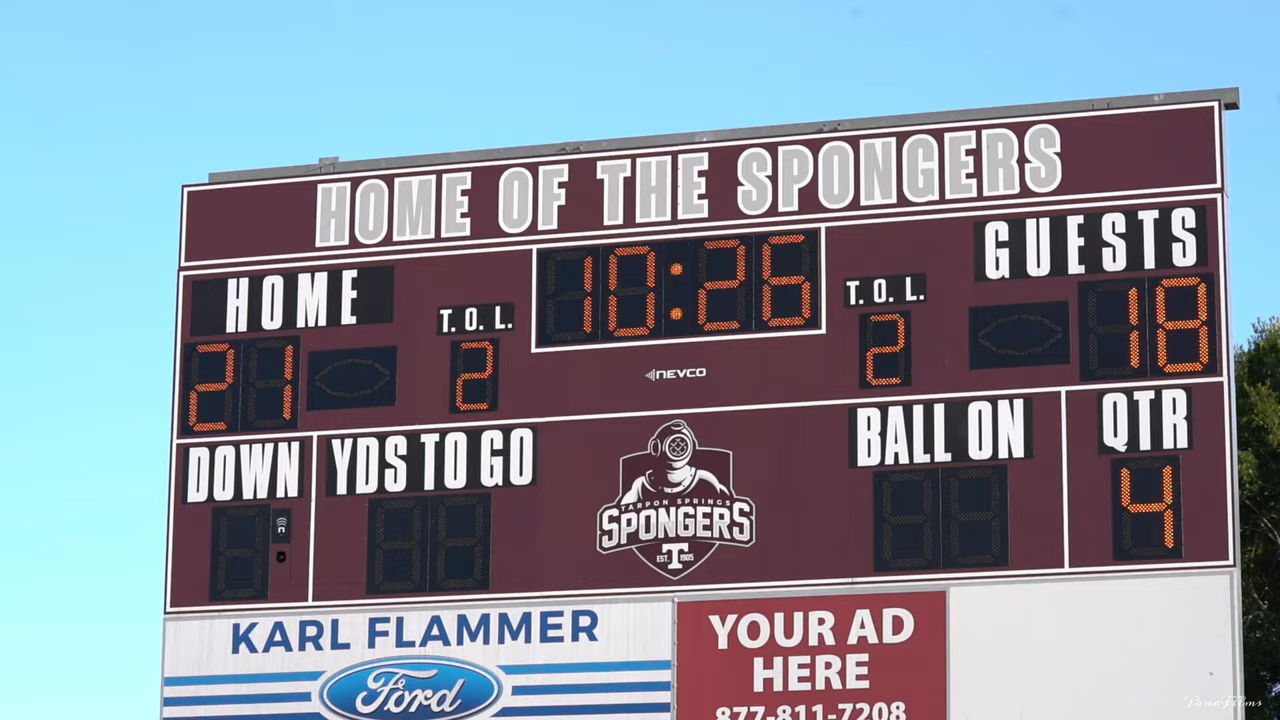 HOME OF THE SPONGERS
HOME
T. O. L.
10:26
T. O. L.
GUESTS
21
2
2
18
NEVCO
DOWN
YDS TO GO
BALL ON
QTR
4
TARPON SPRINGS
SPONGERS
EST. T 1905
KARL FLAMMER
Ford
YOUR AD
HERE
877-811-7208
PanaFilms